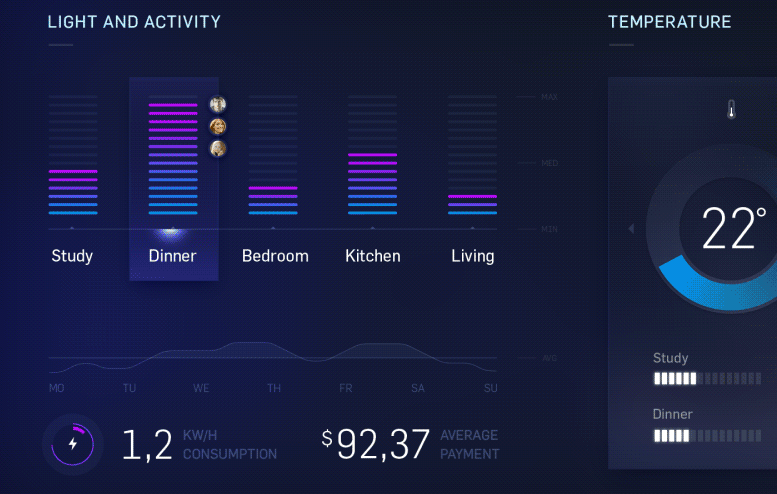 LIGHT AND ACTIVITY
TEMPERATURE
MAX
MED
MIN
22°
Study Dinner Bedroom Kitchen Living
AVG
MO TU WE TH FR SA SU
Study
Dinner
1,2 KW/H CONSUMPTION
$92,37 AVERAGE PAYMENT